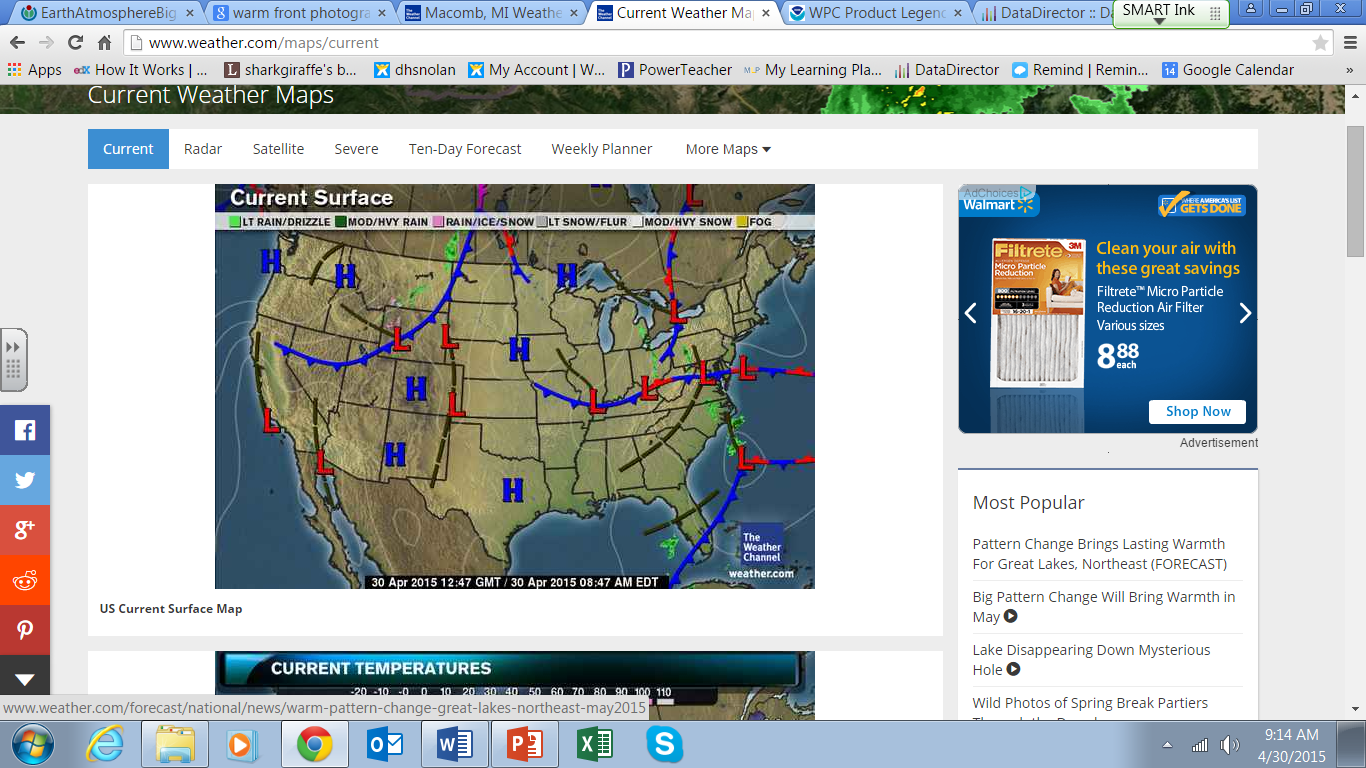 EarthAtmosphereBig
warm front photogra
Macomb, MI Weathe
Current Weather Ma
WPC Product Legend
DataDirector :: Da
SMART Ink
www.weather.com/maps/current
Apps
edX How It Works | ...
L sharkgiraffe's b...
dhsnolan
My Account | W...
P PowerTeacher
M..P My Learning Pla...
DataDirector
Remind | Remin...
14 Google Calendar
»
Current Weather Maps
Current
Radar
Satellite
Severe
Ten-Day Forecast
Weekly Planner
More Maps
Current Surface
LT RAIN/DRIZZLE MOD/HVY RAIN RAIN/ICE/SNOW LT SNOW/FLUR MOD/HVY SNOW FOG
L
H
H
H
L
L
L
H
H
L
L
L
L
L
L
H
L
L
H
L
H
The
Weather
Channel
weather.com
30 Apr 2015 12:47 GMT / 30 Apr 2015 08:47 AM EDT
US Current Surface Map
CURRENT TEMPERATURES
-20 -10 -0 0 10 20 30 40 50 60 70 80 90 100 110
AdChoices
Walmart
WHERE AMERICA'S LIST
GETS DONE
Filtrete 3M
Micro Particle
Reduction
Clean your air with
these great savings
Filtrete™ Micro Particle
Reduction Air Filter
Various sizes
8 88
each
Shop Now
Advertisement
Most Popular
Pattern Change Brings Lasting Warmth
For Great Lakes, Northeast (FORECAST)
Big Pattern Change Will Bring Warmth in
May
Lake Disappearing Down Mysterious
Hole
Wild Photos of Spring Break Partiers
www.weather.com/forecast/national/news/warm-pattern-change-great-lakes-northeast-may2015
9:14 AM
4/30/2015